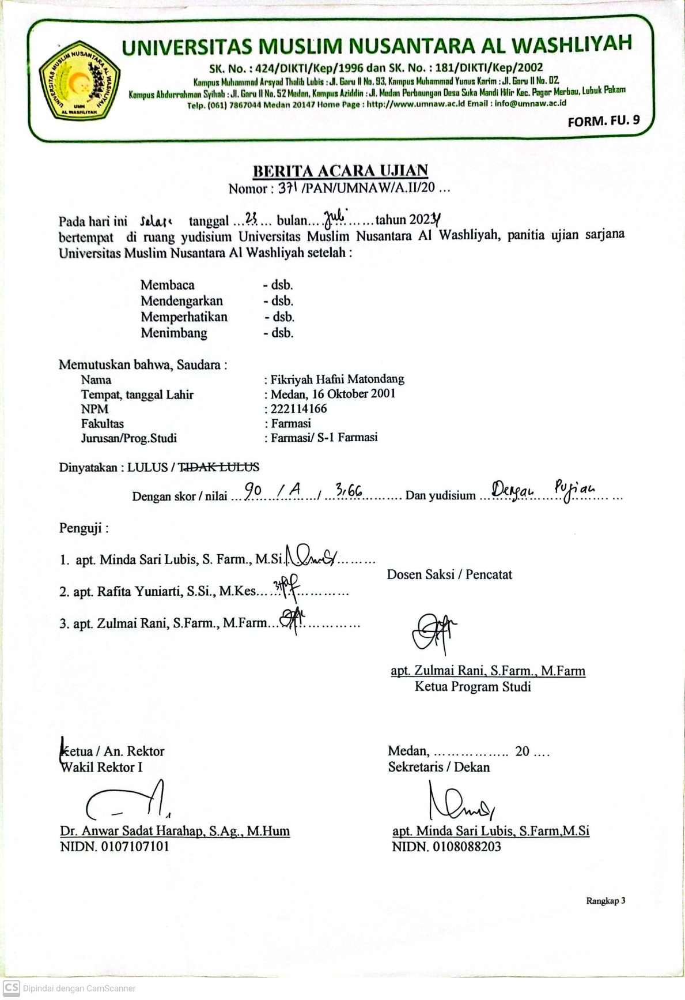 UNIVERSITAS MUSLIM NUSANTARA AL WASHLIYAH
SK. No. : 424/DIKTI/Kep/1996 dan SK. No. : 181/DIKTI/Kep/2002
Kampus Muhammad Arsyad Thalib Lubis : Jl. Garu II No. 93, Kampus Muhammad Yunus Karim : Jl. Garu II No. 02,
Kampus Abdurrahman Syihab : Jl. Garu II No. 52 Medan, Kampus Aziddin : Jl. Medan Perbaungan Desa Suka Mandi Hilir Kec. Pagar Merbau, Lubuk Pakam
Telp. (061) 7867044 Medan 20147 Home Page : http://www.umnaw.ac.id Email : info@umnaw.ac.id
UNIVERSITAS MUSLIM NUSANTARA AL WASHLIYAH
UMN
AL WASHLIYAH
FORM. FU. 9
BERITA ACARA UJIAN
Nomor : 371 /PAN/UMNAW/A.II/20 ...
Pada hari ini Selasa tanggal ...23... bulan....Juli.......tahun 2024
bertempat di ruang yudisium Universitas Muslim Nusantara Al Washliyah, panitia ujian sarjana
Universitas Muslim Nusantara Al Washliyah setelah :
Membaca - dsb.
Mendengarkan - dsb.
Memperhatikan - dsb.
Menimbang - dsb.
Memutuskan bahwa, Saudara :
Nama : Fikriyah Hafni Matondang
Tempat, tanggal Lahir : Medan, 16 Oktober 2001
NPM : 222114166
Fakultas : Farmasi
Jurusan/Prog.Studi : Farmasi/ S-1 Farmasi
Dinyatakan : LULUS / TIDAK LULUS
Dengan skor / nilai ...90 / A / 3,66 ......... Dan yudisium ...Dengan Pujian ...
Penguji :
1. apt. Minda Sari Lubis, S. Farm., M.Si..........
Dosen Saksi / Pencatat
2. apt. Rafita Yuniarti, S.Si., M.Kes..................
3. apt. Zulmai Rani, S.Farm., M.Farm..................
apt. Zulmai Rani, S.Farm., M.Farm
Ketua Program Studi
Ketua / An. Rektor
Wakil Rektor I
Medan, ................ 20 ....
Sekretaris / Dekan
Dr. Anwar Sadat Harahap, S.Ag., M.Hum
NIDN. 0107107101
apt. Minda Sari Lubis, S.Farm,M.Si
NIDN. 0108088203
Rangkap 3
CS Dipindai dengan CamScanner